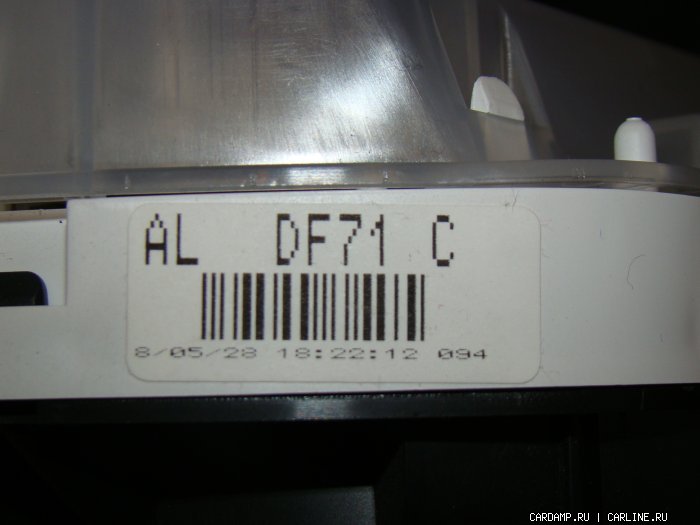 AL DF71 C
8/05/28 18:22:12 094
CARDAMP.RU | CARLINE.RU